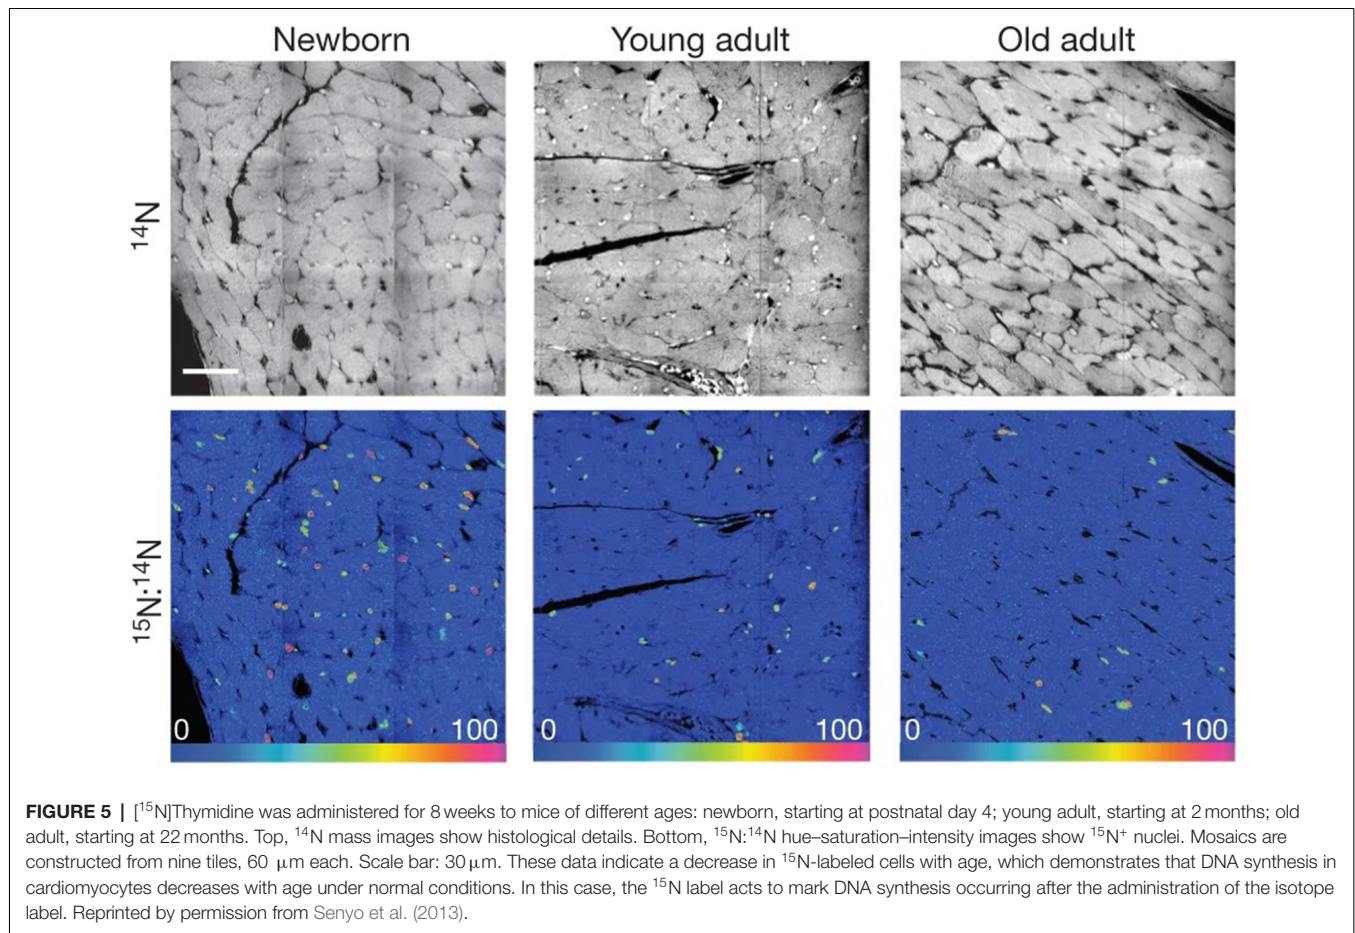 Newborn
Young adult
Old adult
¹⁴N
¹⁵N:¹⁴N
0 100
0 100
0 100
FIGURE 5 | [¹⁵N]Thymidine was administered for 8 weeks to mice of different ages: newborn, starting at postnatal day 4; young adult, starting at 2 months; old
adult, starting at 22 months. Top, ¹⁴N mass images show histological details. Bottom, ¹⁵N:¹⁴N hue–saturation–intensity images show ¹⁵N⁺ nuclei. Mosaics are
constructed from nine tiles, 60 μm each. Scale bar: 30 μm. These data indicate a decrease in ¹⁵N-labeled cells with age, which demonstrates that DNA synthesis in
cardiomyocytes decreases with age under normal conditions. In this case, the ¹⁵N label acts to mark DNA synthesis occurring after the administration of the isotope
label. Reprinted by permission from Senyo et al. (2013).